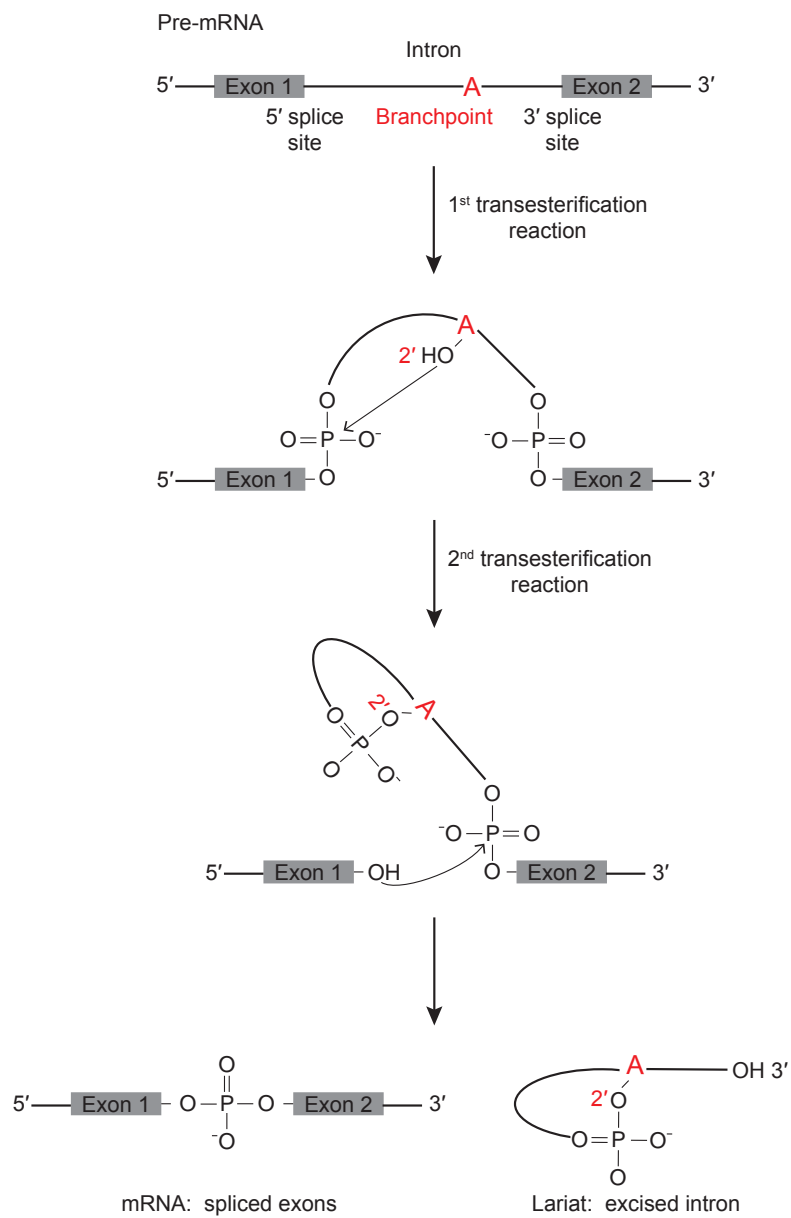 Pre-mRNA
Intron
5′ Exon 1 A Exon 2 3′
5′ splice site
Branchpoint
3′ splice site
1st transesterification
reaction
A
2′ HO
O O
O=P–O⁻ ⁻O–P=O
5′ Exon 1 –O O– Exon 2 3′
2nd transesterification
reaction
2′ A
O O
P
O O⁻
O
⁻O–P=O
5′ Exon 1 –OH O– Exon 2 3′
O
5′ Exon 1 –O–P–O– Exon 2 3′
⁻O
A OH 3′
2′ O
O=P–O⁻
O
mRNA: spliced exons
Lariat: excised intron